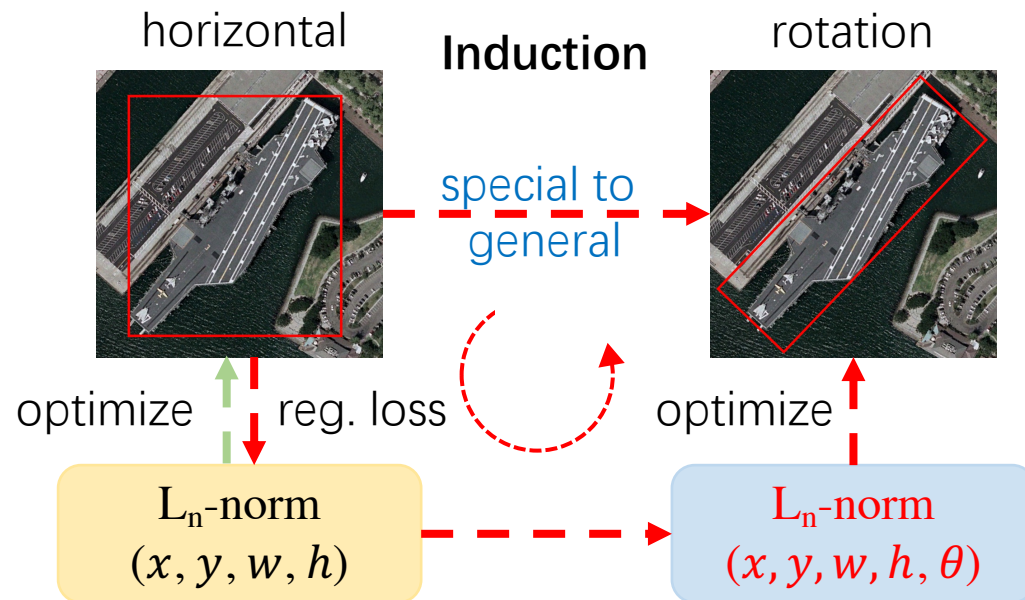 horizontal
Induction
rotation
special to
general
optimize
reg. loss
optimize
Lₙ-norm
(x, y, w, h)
Lₙ-norm
(x, y, w, h, θ)